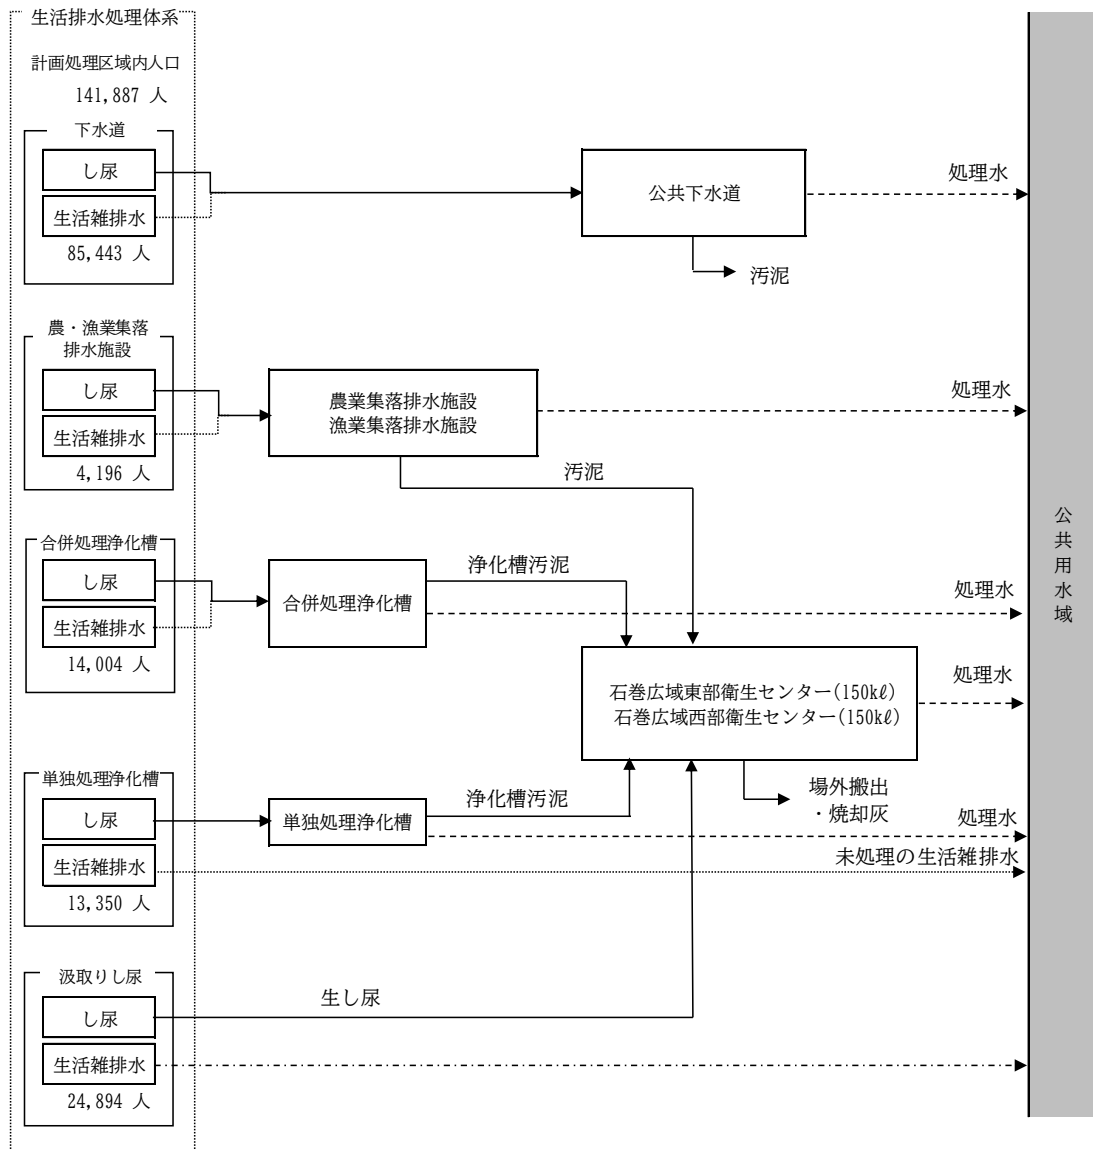 生活排水処理体系
計画処理区域内人口
141,887 人
下水道
し尿
生活雑排水
85,443 人
公共下水道
処理水
汚泥
農・漁業集落
排水施設
し尿
生活雑排水
4,196 人
農業集落排水施設
漁業集落排水施設
処理水
汚泥
合併処理浄化槽
し尿
生活雑排水
14,004 人
合併処理浄化槽
浄化槽汚泥
処理水
石巻広域東部衛生センター(150kℓ)
石巻広域西部衛生センター(150kℓ)
処理水
場外搬出
・焼却灰
単独処理浄化槽
し尿
生活雑排水
13,350 人
単独処理浄化槽
浄化槽汚泥
処理水
未処理の生活雑排水
汲取りし尿
し尿
生活雑排水
24,894 人
生し尿
公共用水域